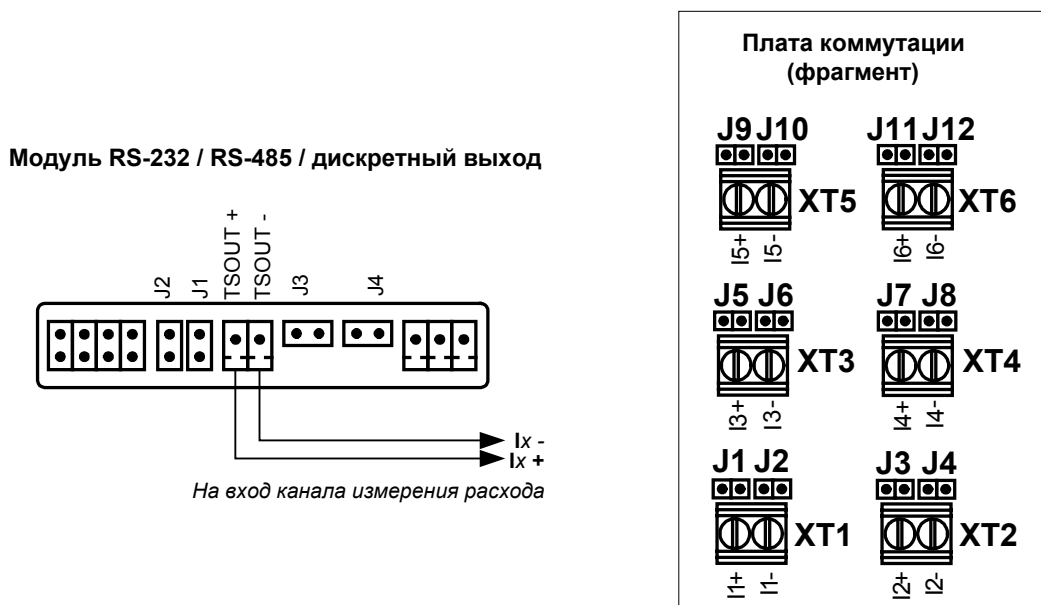 Модуль RS-232 / RS-485 / дискретный выход
J2
J1
TSOUT +
TSOUT -
J3
J4
Ix -
Ix +
На вход канала измерения расхода
Плата коммутации
(фрагмент)
J9 J10 J11 J12
XT5 XT6
I5+ I5- I6+ I6-
J5 J6 J7 J8
XT3 XT4
I3+ I3- I4+ I4-
J1 J2 J3 J4
XT1 XT2
I1+ I1- I2+ I2-